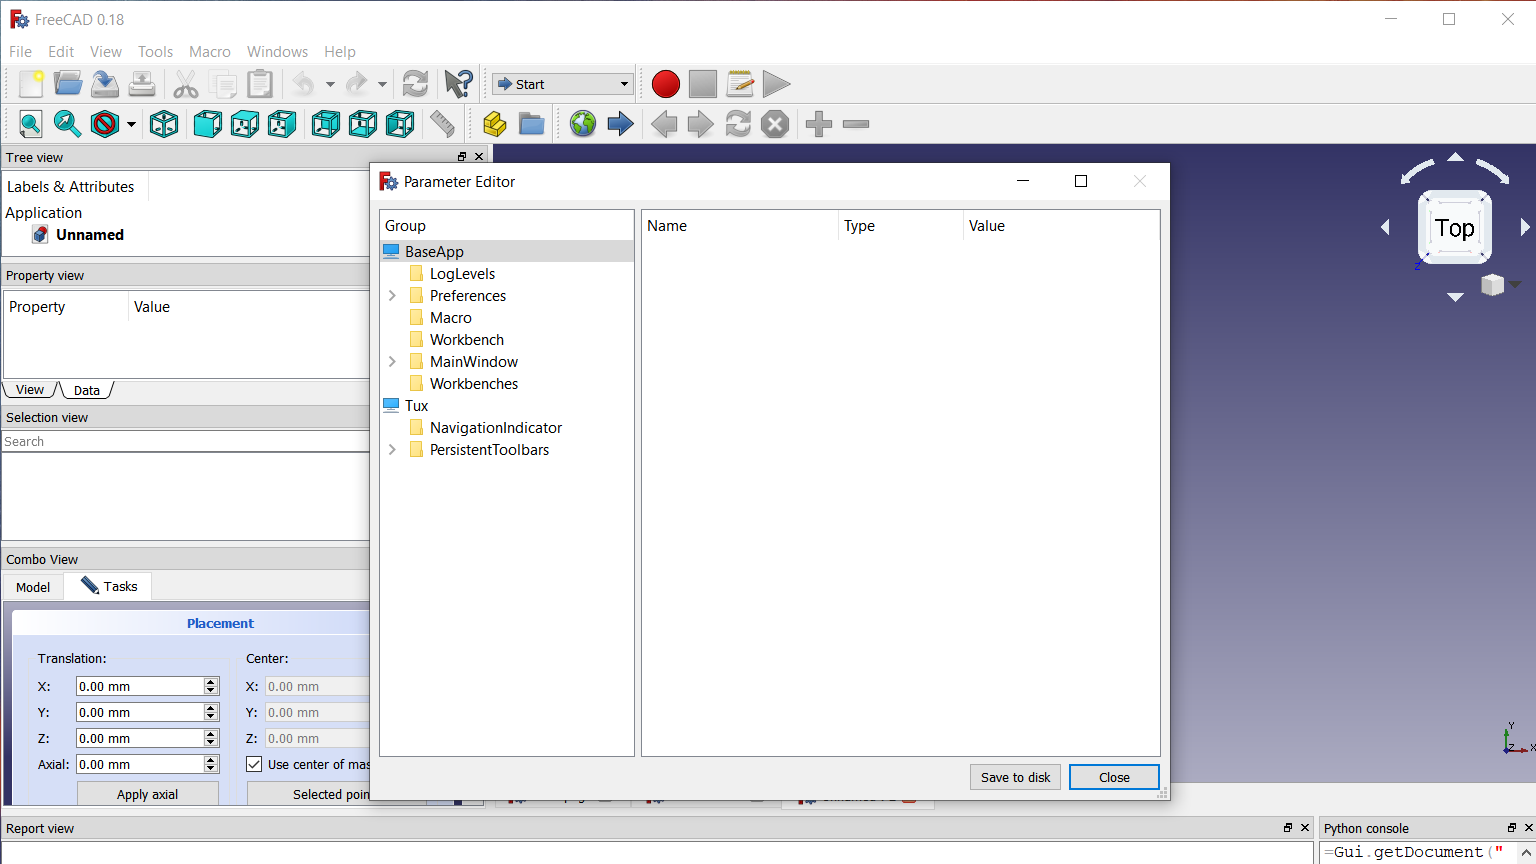 FreeCAD 0.18
File Edit View Tools Macro Windows Help
Start
Tree view
Labels & Attributes
Application
Unnamed
Property view
Property Value
View Data
Selection view
Search
Combo View
Model Tasks
Placement
Translation: Center:
X: 0.00 mm X: 0.00 mm
Y: 0.00 mm Y: 0.00 mm
Z: 0.00 mm Z: 0.00 mm
Axial: 0.00 mm Use center of mas
Apply axial Selected poin
Parameter Editor
Group Name Type Value
BaseApp
LogLevels
Preferences
Macro
Workbench
MainWindow
Workbenches
Tux
NavigationIndicator
PersistentToolbars
Save to disk Close
Top
Z
Y
Z X
Report view
Python console
=Gui.getDocument("